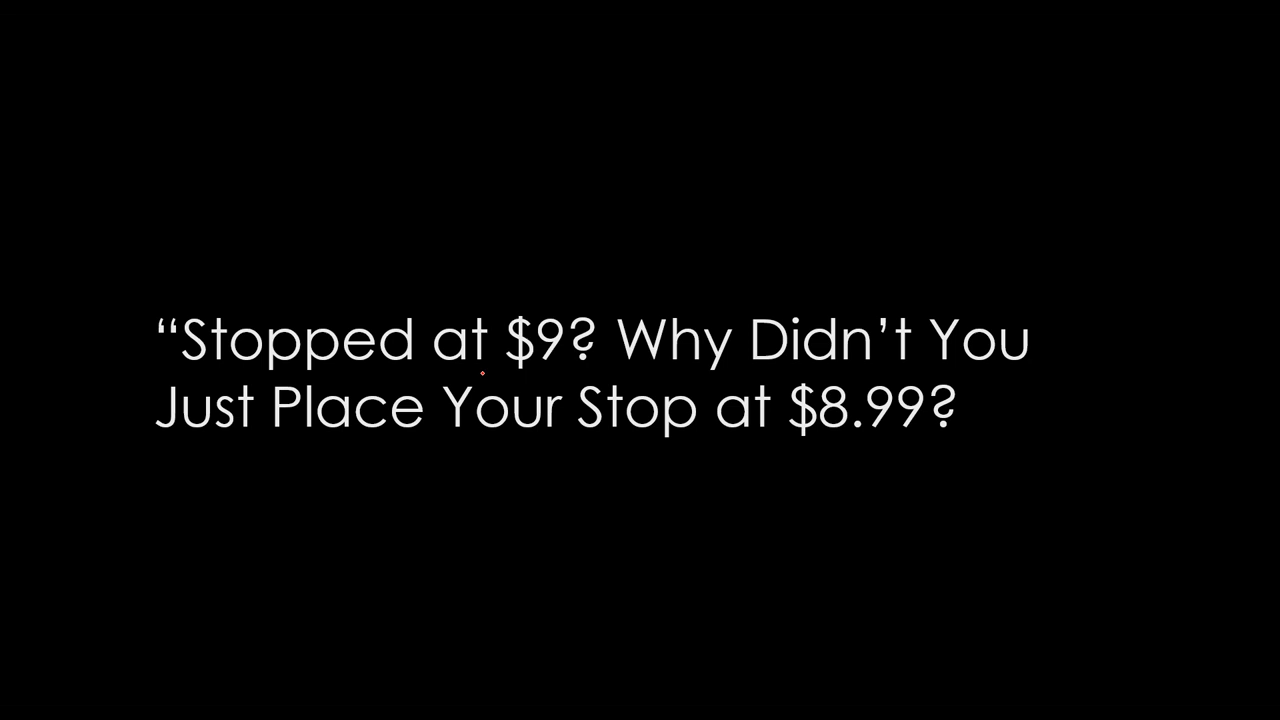 “Stopped at $9? Why Didn’t You
Just Place Your Stop at $8.99?